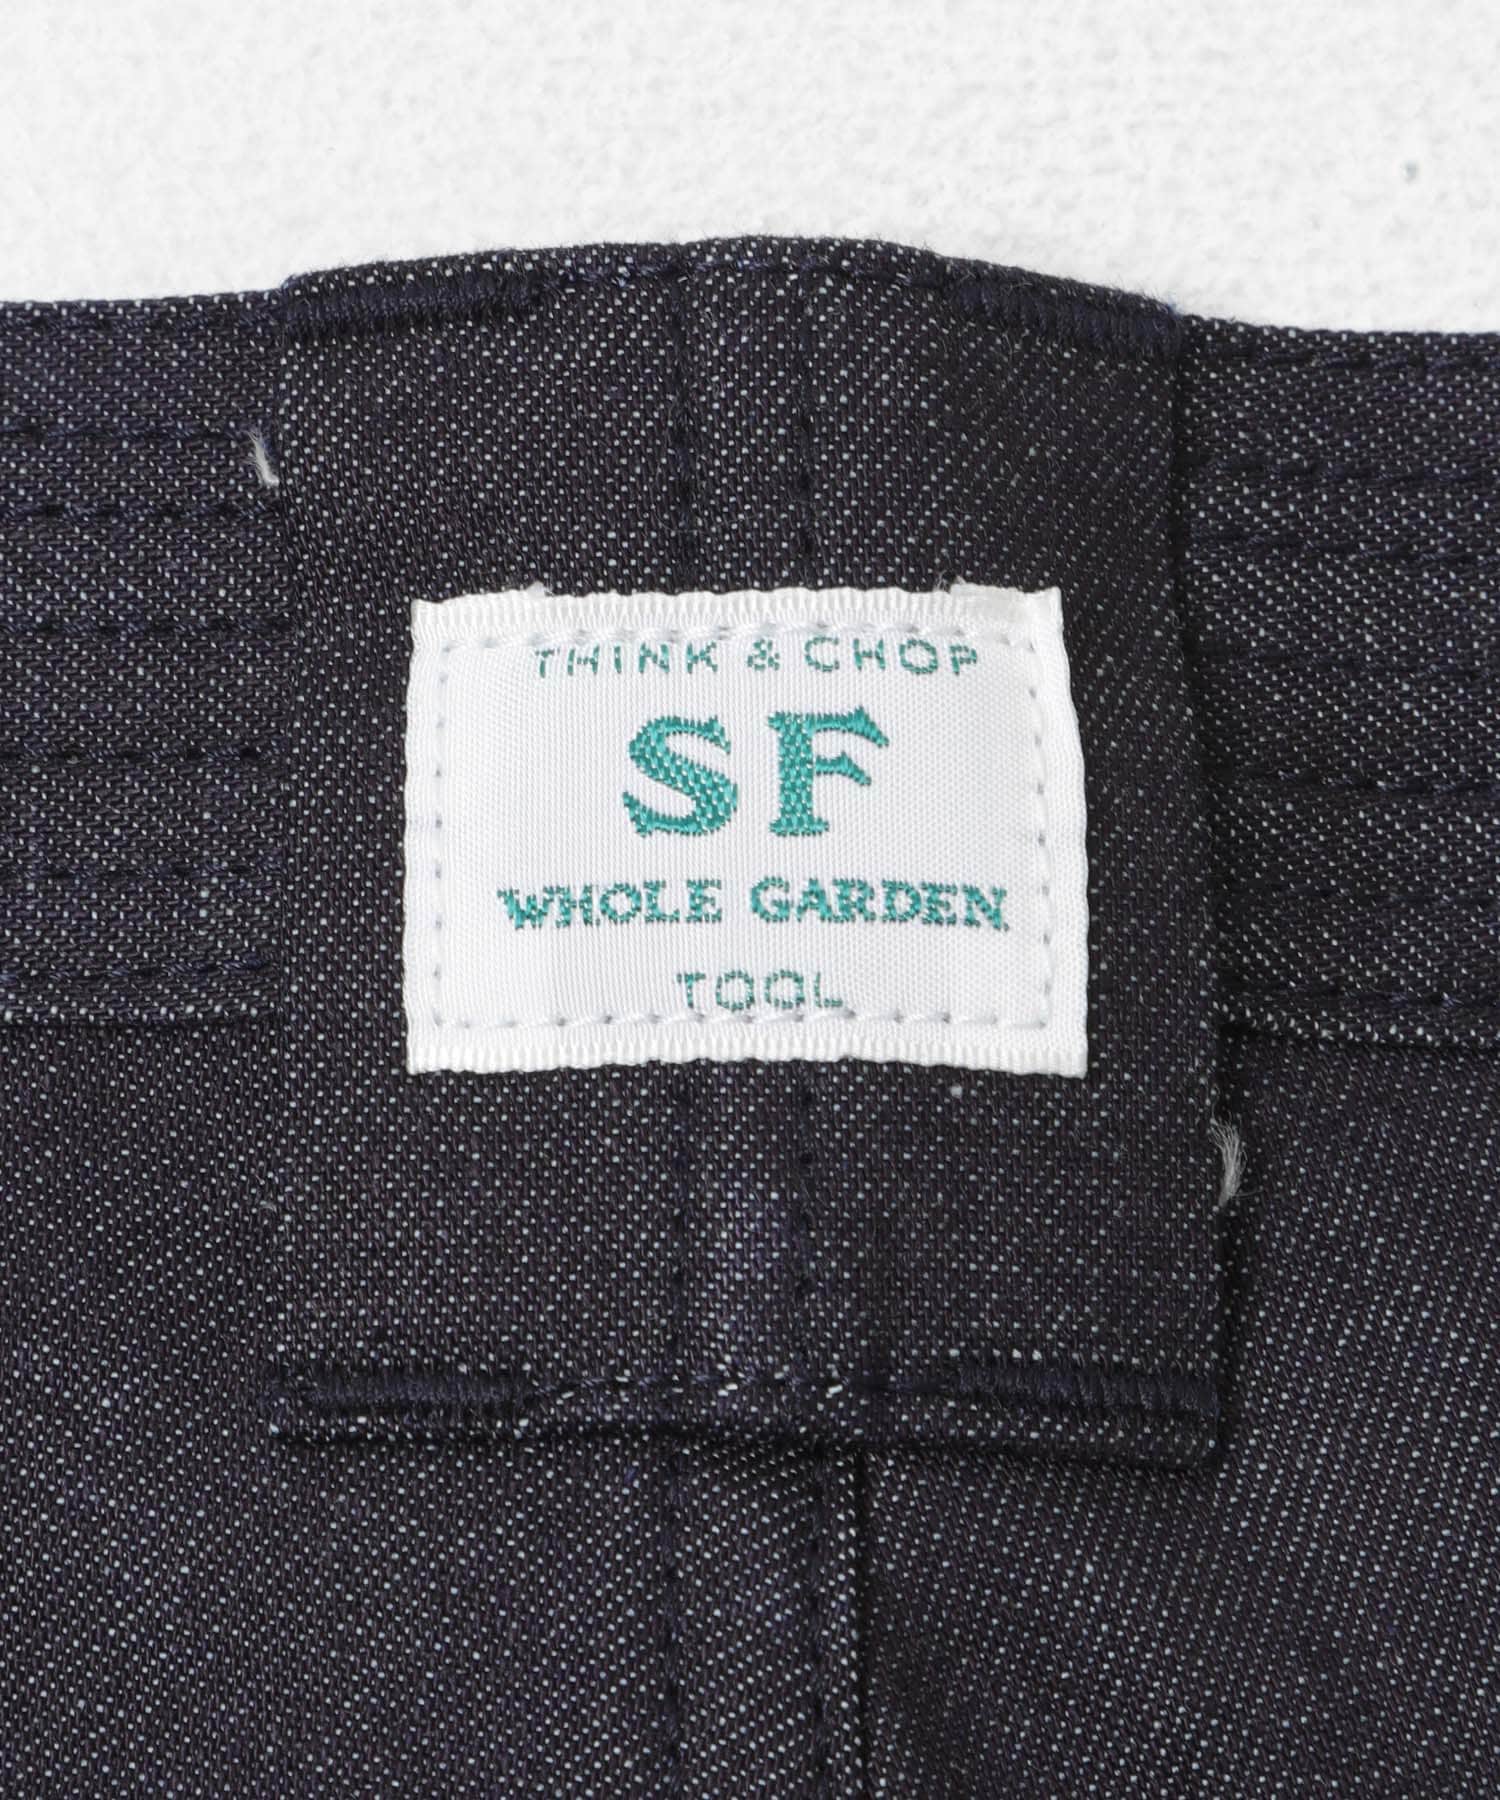 THINK & CHOP
SF
WHOLE GARDEN
TOOL